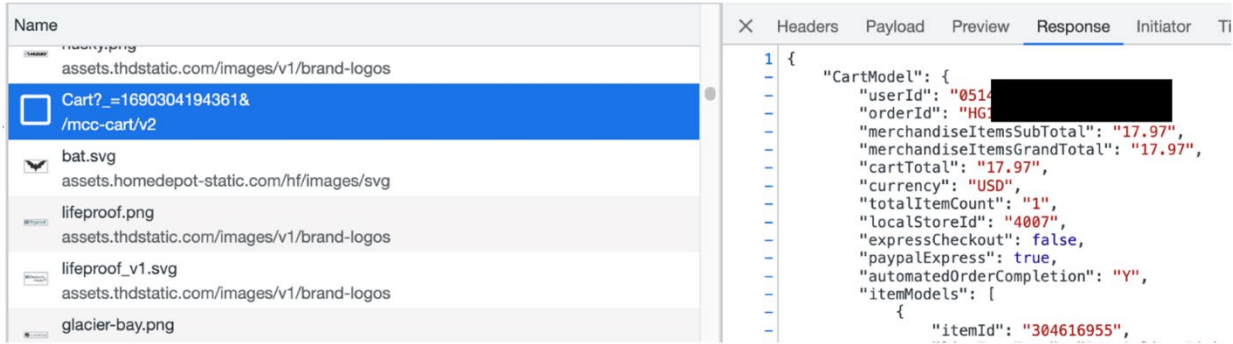 Name
husky.png
assets.thdstatic.com/images/v1/brand-logos
Cart?_=1690304194361&
/mcc-cart/v2
bat.svg
assets.homedepot-static.com/hf/images/svg
lifeproof.png
assets.thdstatic.com/images/v1/brand-logos
lifeproof_v1.svg
assets.thdstatic.com/images/v1/brand-logos
glacier-bay.png
Headers Payload Preview Response Initiator Ti
1 {
"CartModel": {
"userId": "0514
"orderId": "HG1
"merchandiseItemsSubTotal": "17.97",
"merchandiseItemsGrandTotal": "17.97",
"cartTotal": "17.97",
"currency": "USD",
"totalItemCount": "1",
"localStoreId": "4007",
"expressCheckout": false,
"paypalExpress": true,
"automatedOrderCompletion": "Y",
"itemModels": [
{
"itemId": "304616955",